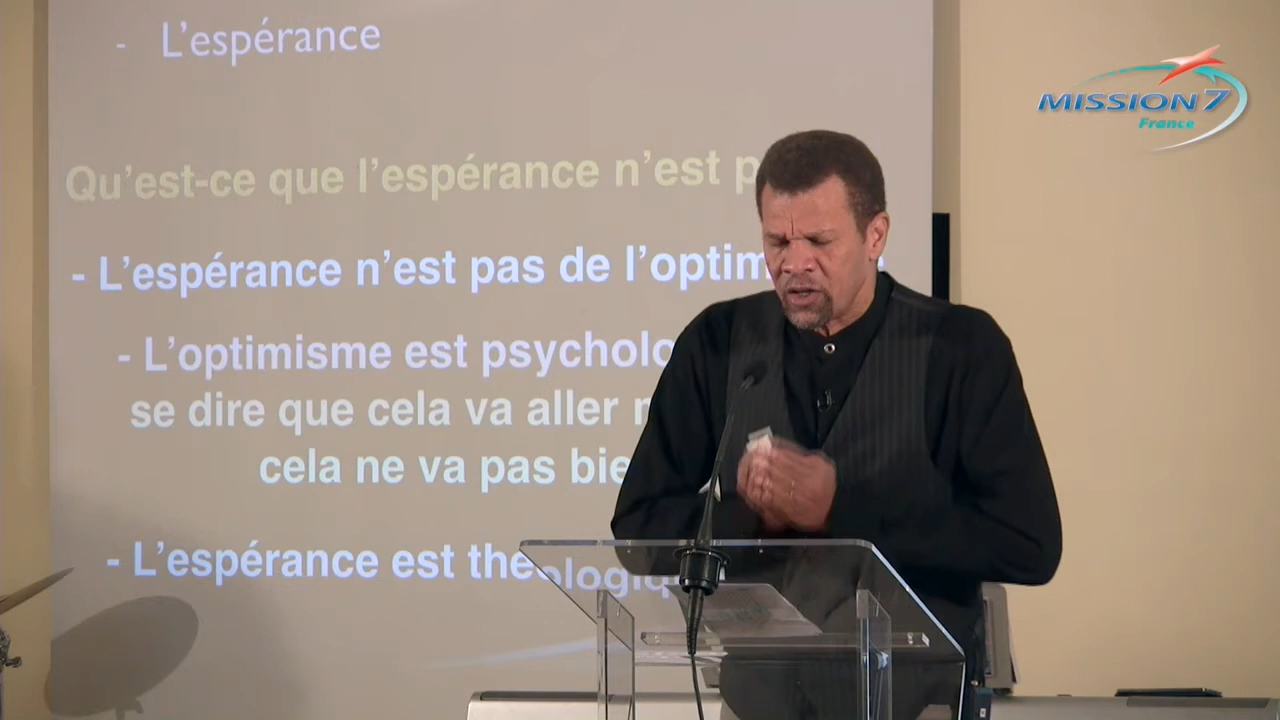 - L'espérance
MISSION 7
France
Qu'est-ce que l'espérance n'est
- L'espérance n'est pas de l'optim
- L'optimisme est psycholo
se dire que cela va aller
cela ne va pas bie
- L'espérance est théologiqu